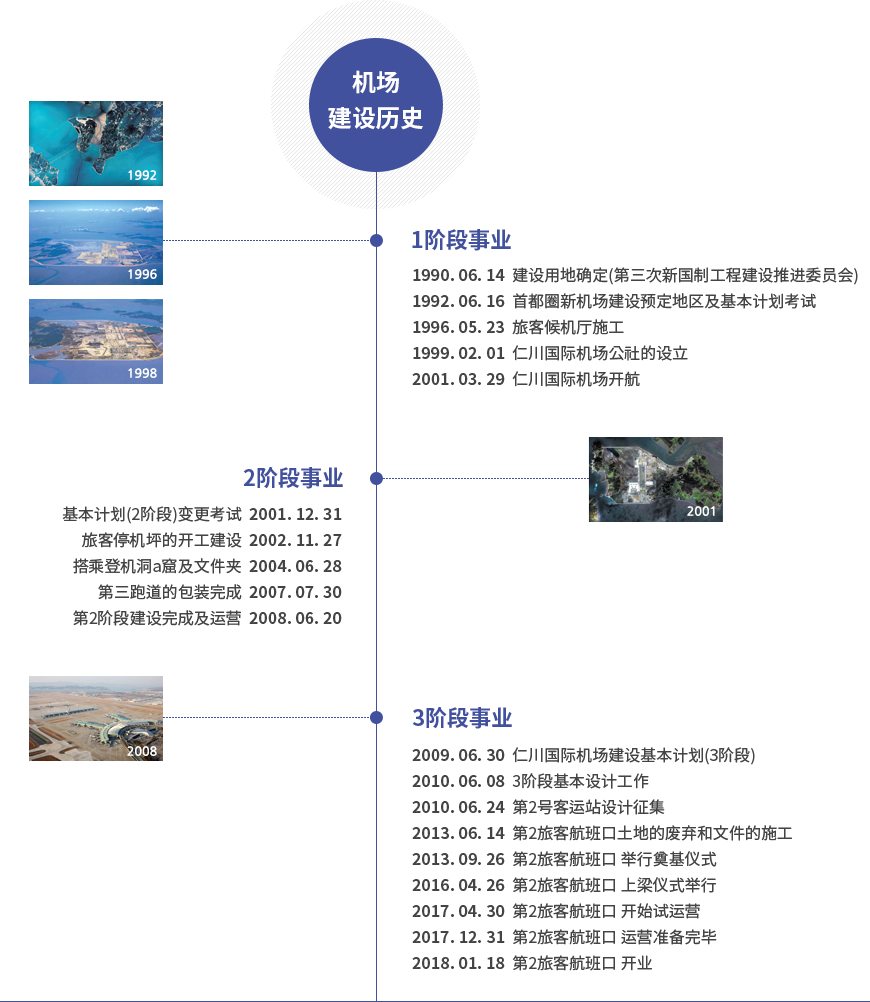 机场
建设历史
1992
1996
1998
1阶段事业
1990. 06. 14 建设用地确定(第三次新国制工程建设推进委员会)
1992. 06. 16 首都圈新机场建设预定地区及基本计划考试
1996. 05. 23 旅客候机厅施工
1999. 02. 01 仁川国际机场公社的设立
2001. 03. 29 仁川国际机场开航
2001
2阶段事业
基本计划(2阶段)变更考试 2001. 12. 31
旅客停机坪的开工建设 2002. 11. 27
搭乘登机洞a窟及文件夹 2004. 06. 28
第三跑道的包装完成 2007. 07. 30
第2阶段建设完成及运营 2008. 06. 20
2008
3阶段事业
2009. 06. 30 仁川国际机场建设基本计划(3阶段)
2010. 06. 08 3阶段基本设计工作
2010. 06. 24 第2号客运站设计征集
2013. 06. 14 第2旅客航班口土地的废弃和文件的施工
2013. 09. 26 第2旅客航班口 举行奠基仪式
2016. 04. 26 第2旅客航班口 上梁仪式举行
2017. 04. 30 第2旅客航班口 开始试运营
2017. 12. 31 第2旅客航班口 运营准备完毕
2018. 01. 18 第2旅客航班口 开业